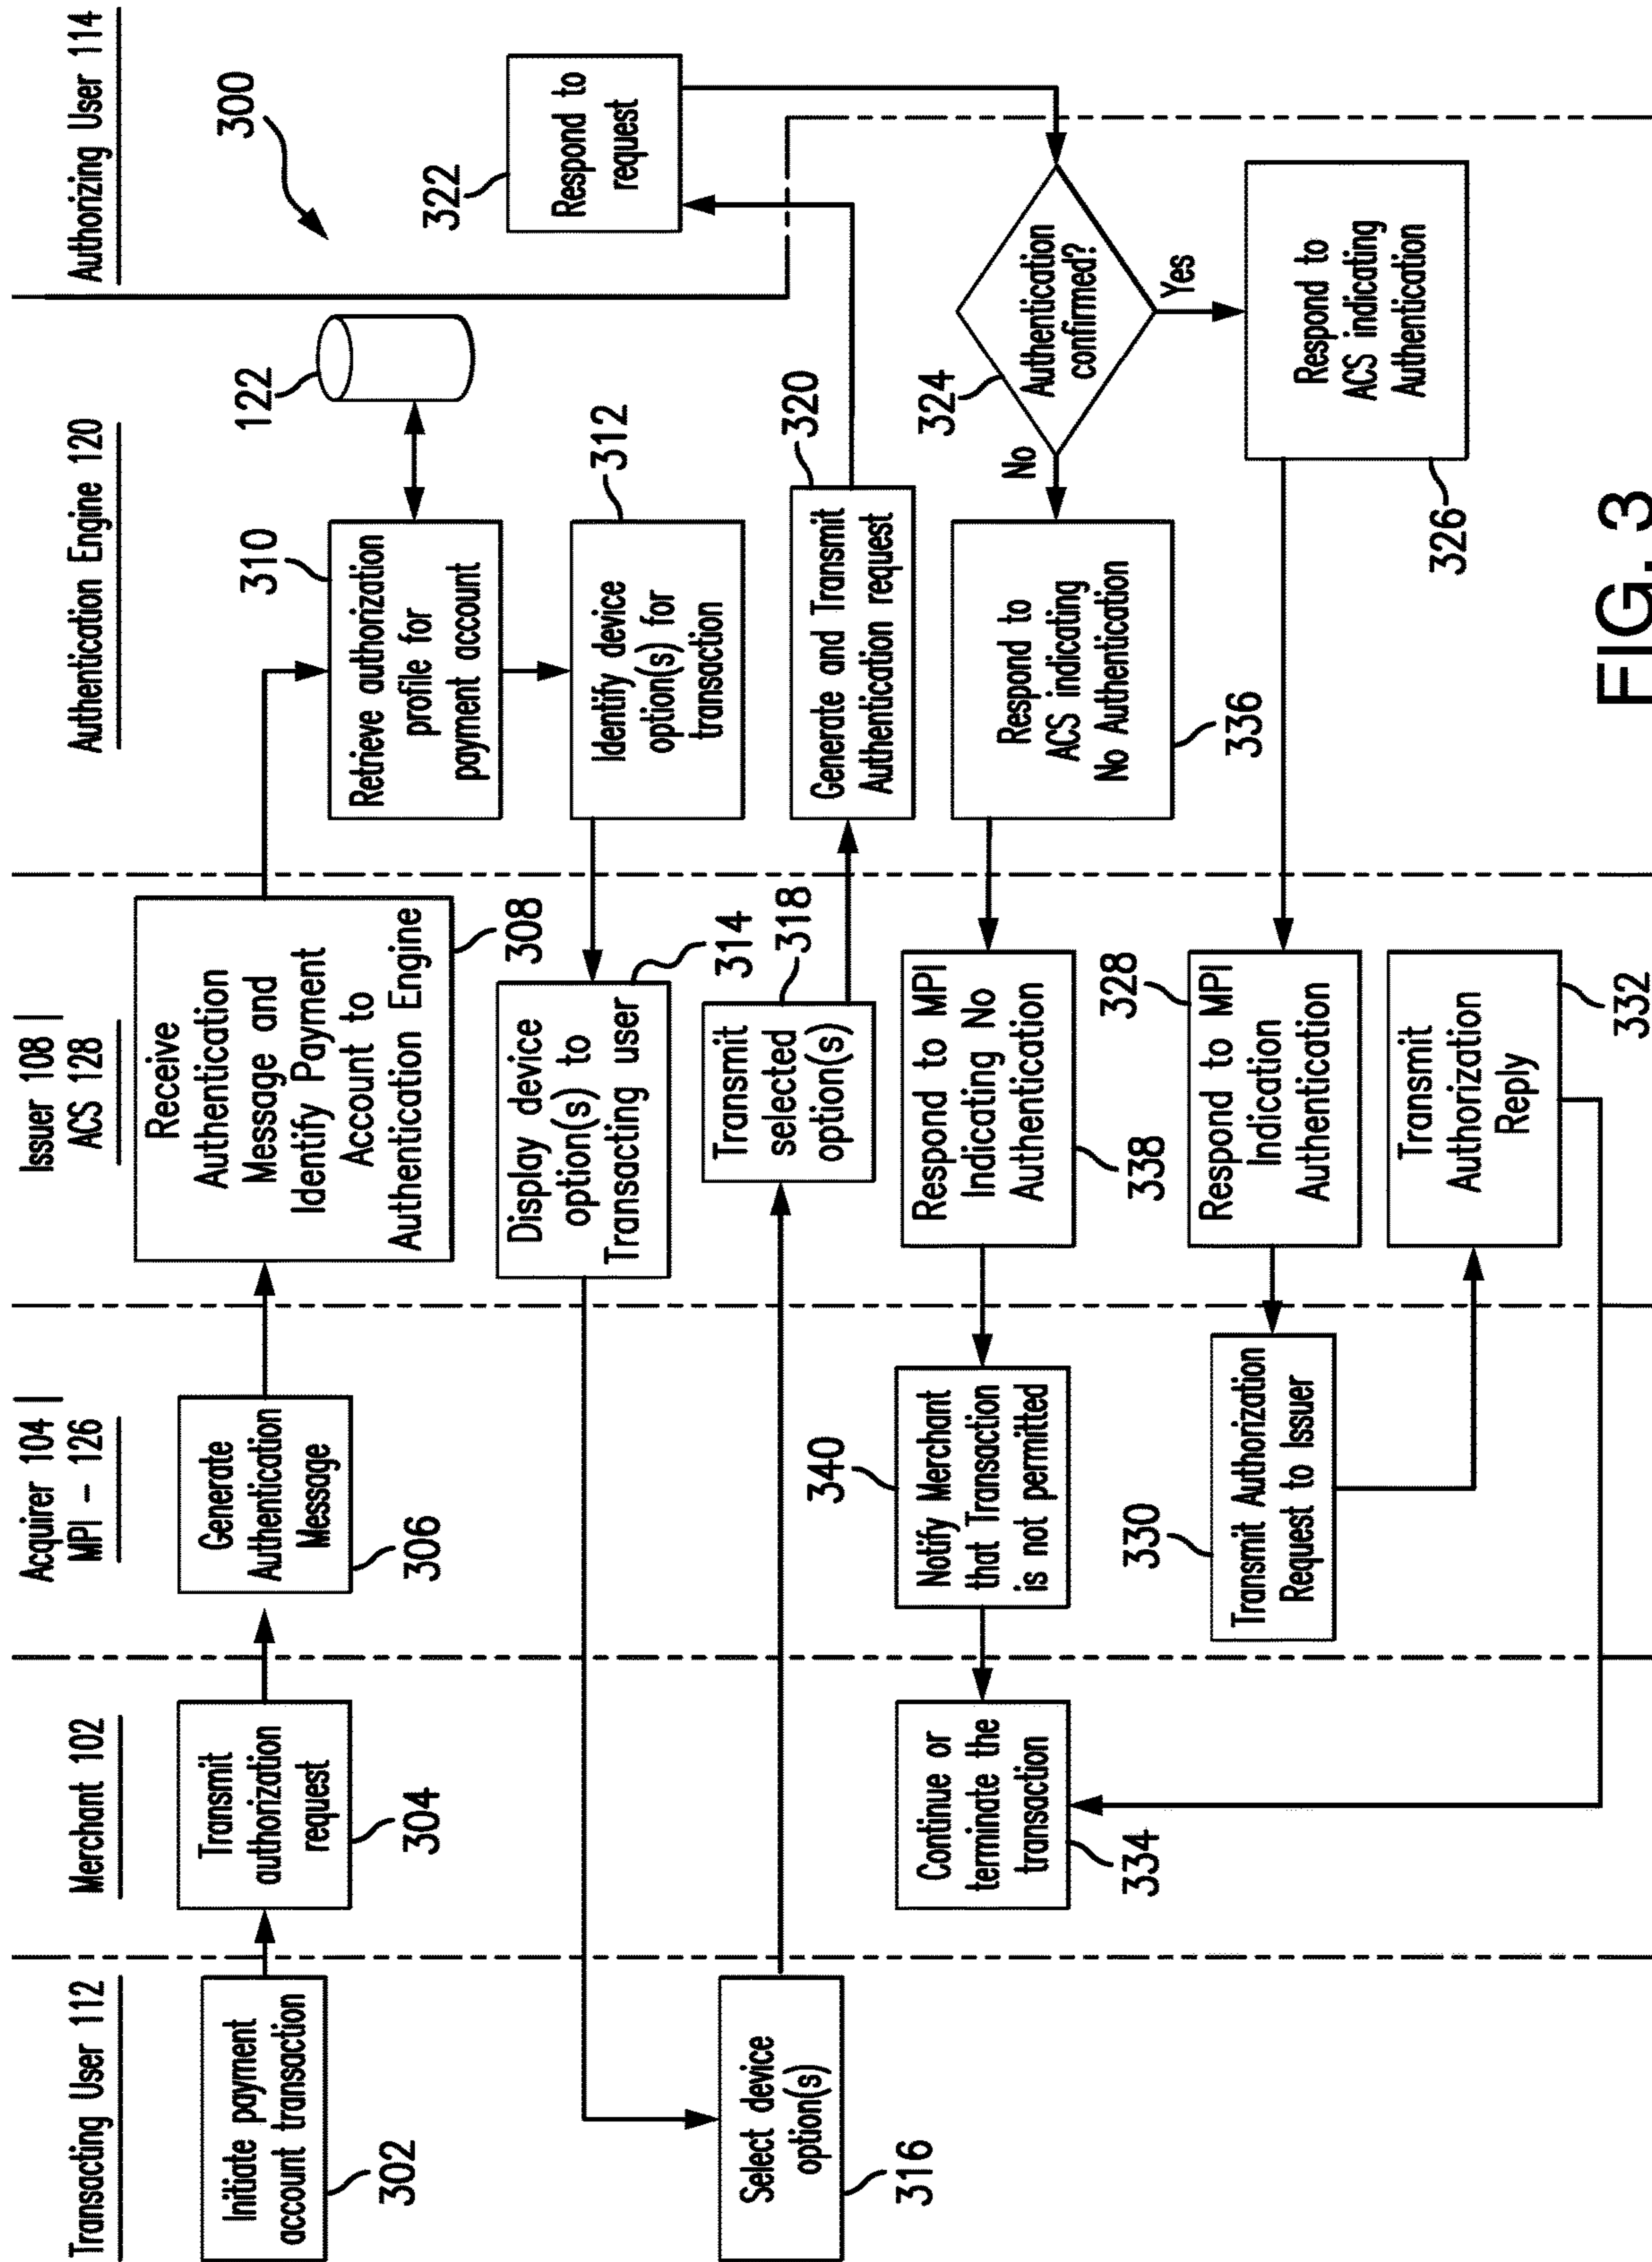 Transacting User 112
Merchant 102
Acquirer 104
MPI – 126
Issuer 108
ACS 128
Authentication Engine 120
Authorizing User 114
300
Initiate payment
account transaction
302
Transmit
authorization
request
304
Generate
Authentication
Message
306
Receive
Authentication
Message and
Identify Payment
Account to
Authentication Engine
308
Retrieve authorization
profile for
payment account
310
122
Identify device
option(s) for
transaction
312
Display device
option(s) to
Transacting user
314
Select device
option(s)
316
Transmit
selected
option(s)
318
Generate and Transmit
Authentication request
320
Respond to
request
322
Authentication
confirmed?
324
No
Yes
Respond to
ACS indicating
Authentication
326
Respond to MPI
Indication
Authentication
328
Transmit Authorization
Request to Issuer
330
Transmit
Authorization
Reply
332
Continue or
terminate the
transaction
334
Respond to
ACS indicating
No Authentication
336
Respond to MPI
Indicating No
Authentication
338
Notify Merchant
that Transaction
is not permitted
340
FIG. 3